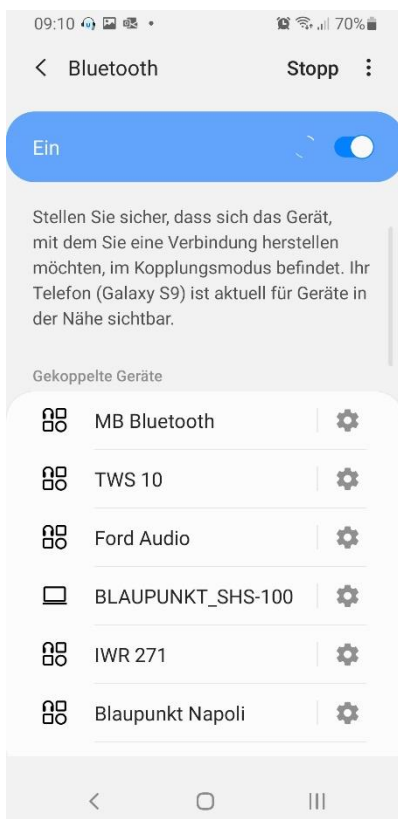 09:10 70%
Bluetooth Stopp
Ein
Stellen Sie sicher, dass sich das Gerät,
mit dem Sie eine Verbindung herstellen
möchten, im Kopplungsmodus befindet. Ihr
Telefon (Galaxy S9) ist aktuell für Geräte in
der Nähe sichtbar.
Gekoppelte Geräte
MB Bluetooth
TWS 10
Ford Audio
BLAUPUNKT_SHS-100
IWR 271
Blaupunkt Napoli